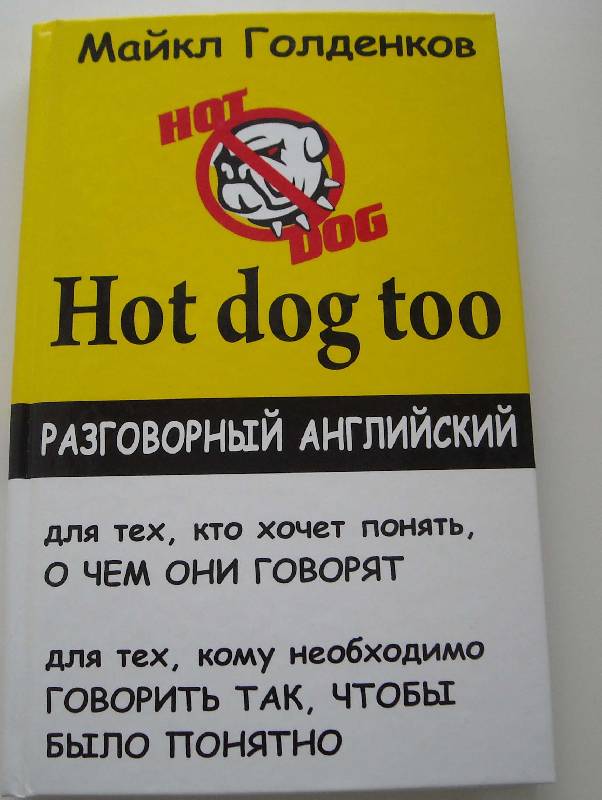 Майкл Голденков
HOT
DOG
Hot dog too
РАЗГОВОРНЫЙ АНГЛИЙСКИЙ
для тех, кто хочет понять,
О ЧЕМ ОНИ ГОВОРЯТ
для тех, кому необходимо
ГОВОРИТЬ ТАК, ЧТОБЫ
БЫЛО ПОНЯТНО